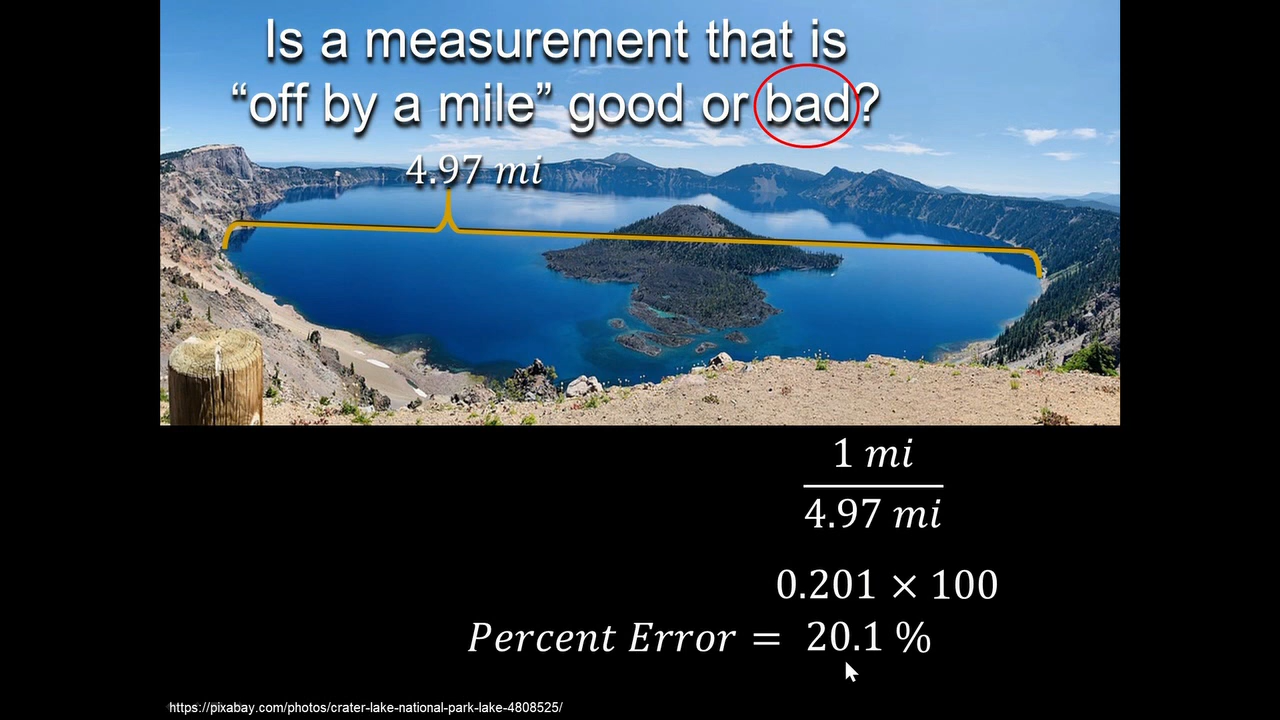 Is a measurement that is
“off by a mile” good or bad?
4.97 mi
1 mi
4.97 mi
0.201 × 100
Percent Error = 20.1 %
https://pixabay.com/photos/crater-lake-national-park-lake-4808525/